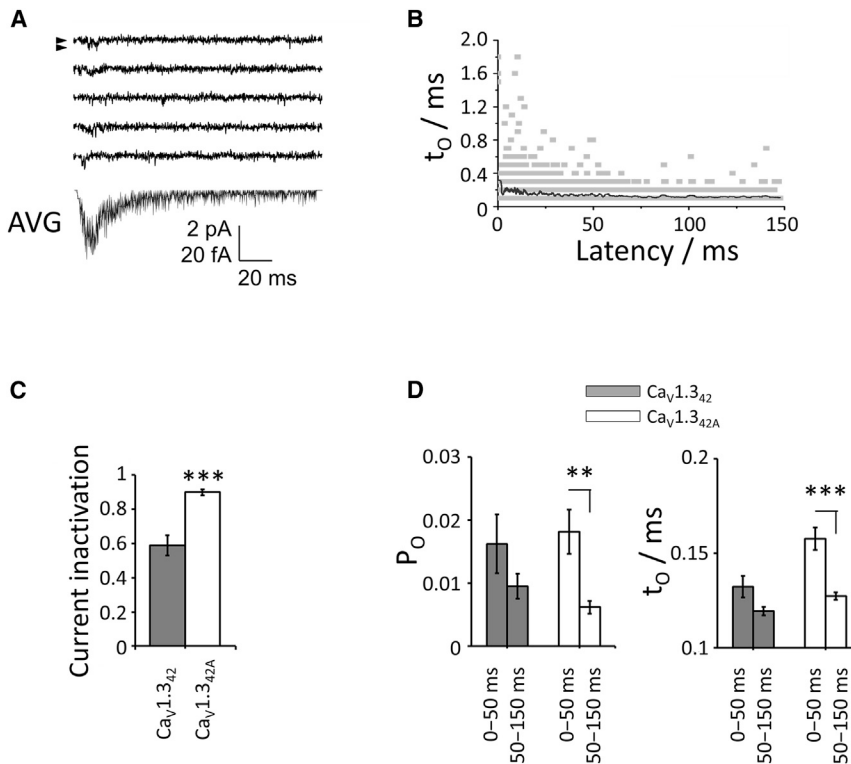 A
AVG
2 pA
20 fA
20 ms
B
tO / ms
2.0
1.6
1.2
0.8
0.4
0
0
50
100
150
Latency / ms
C
Current inactivation
1
0.8
0.6
0.4
0.2
0
CaV1.342
CaV1.342A
D
CaV1.342
CaV1.342A
PO
0.03
0.02
0.01
0
**
0–50 ms
50–150 ms
0–50 ms
50–150 ms
tO / ms
0.2
0.15
0.1
***
0–50 ms
50–150 ms
0–50 ms
50–150 ms
***